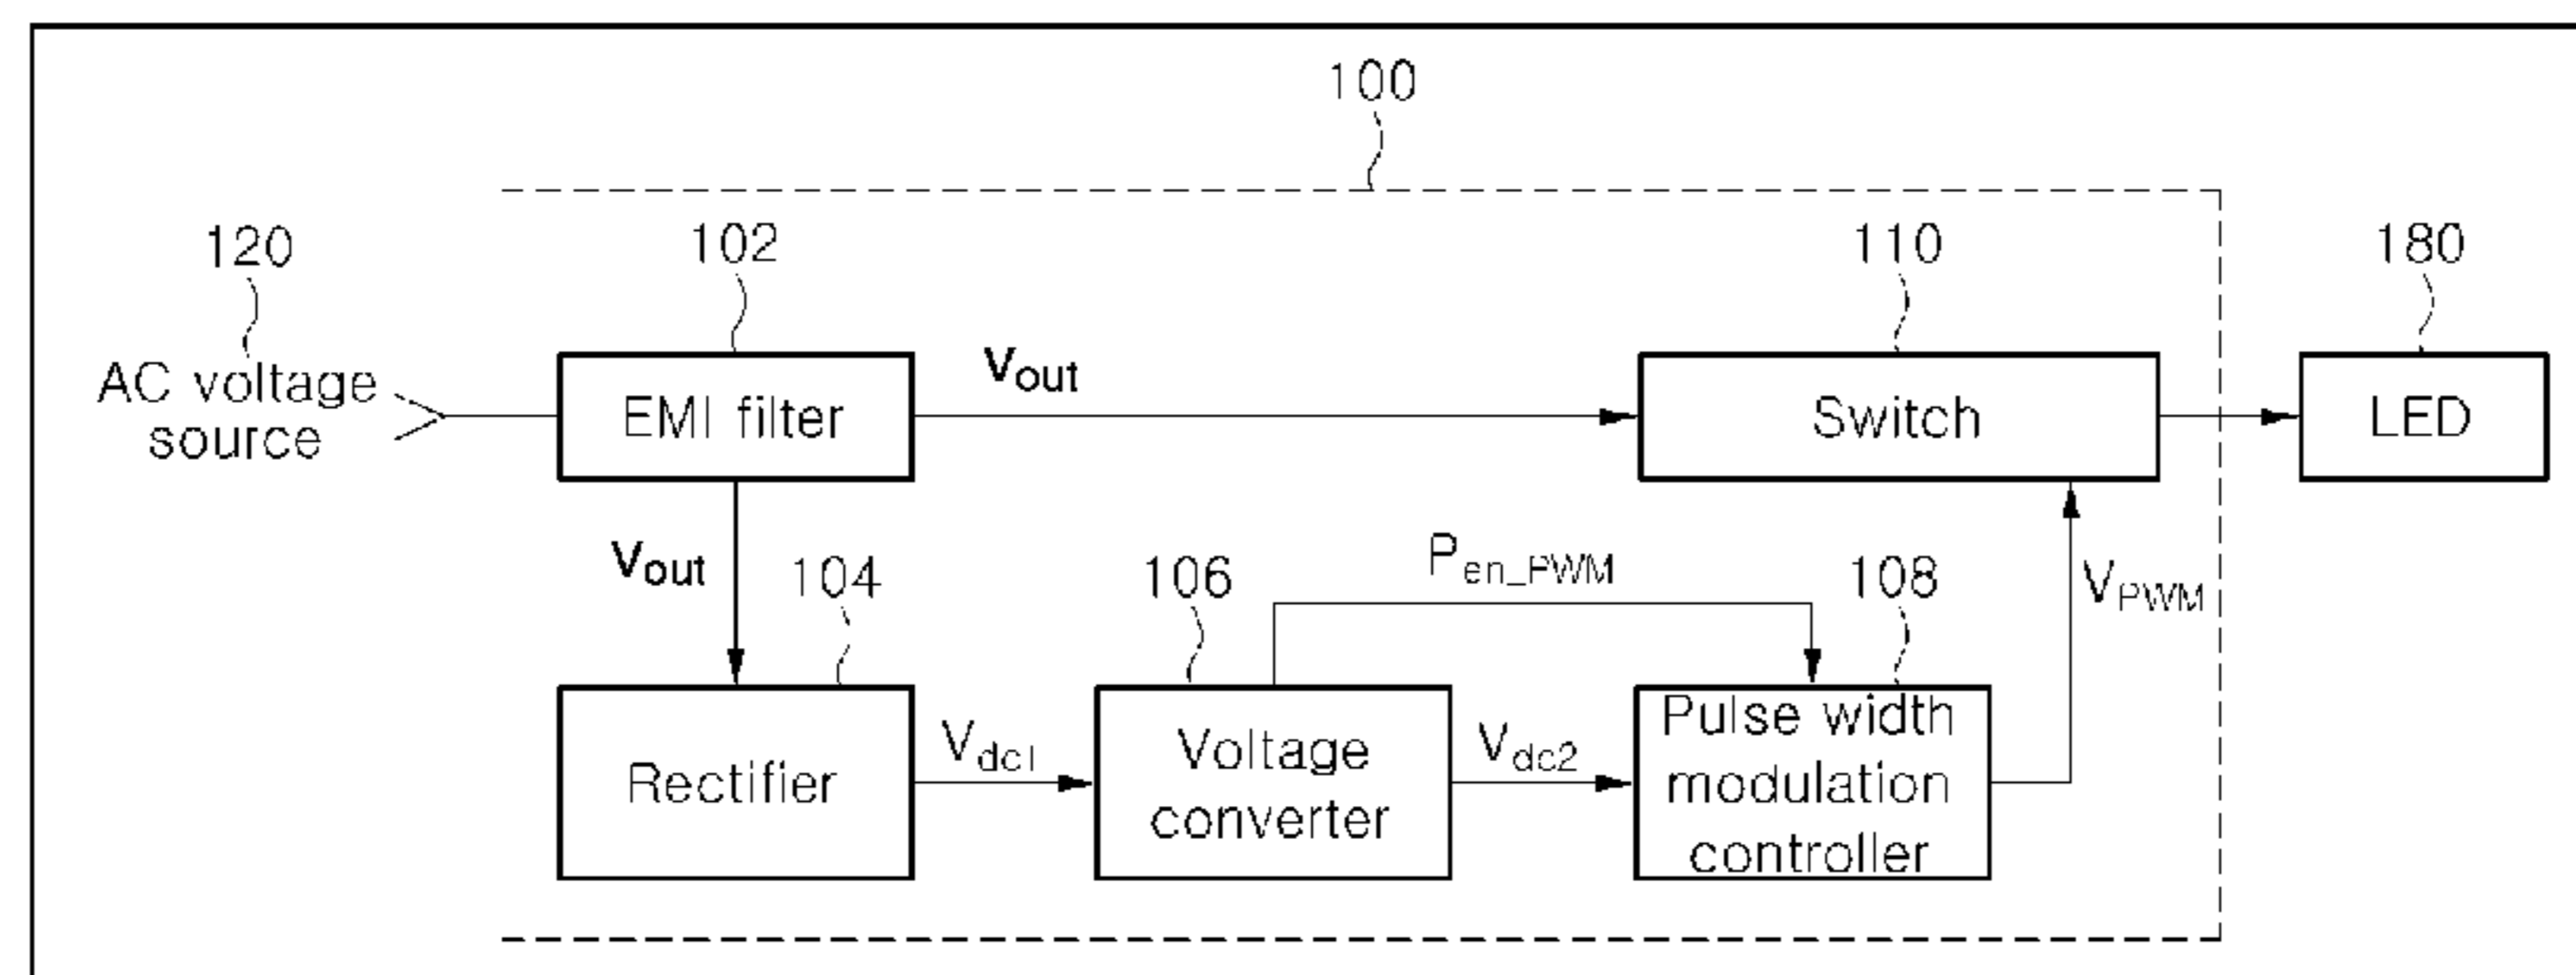 100
120
102
110
180
AC voltage
source
EMI filter
Vout
Switch
LED
Vout
104
106
Pen_PWM
108
VPWM
Rectifier
Vdc1
Voltage
converter
Vdc2
Pulse width
modulation
controller